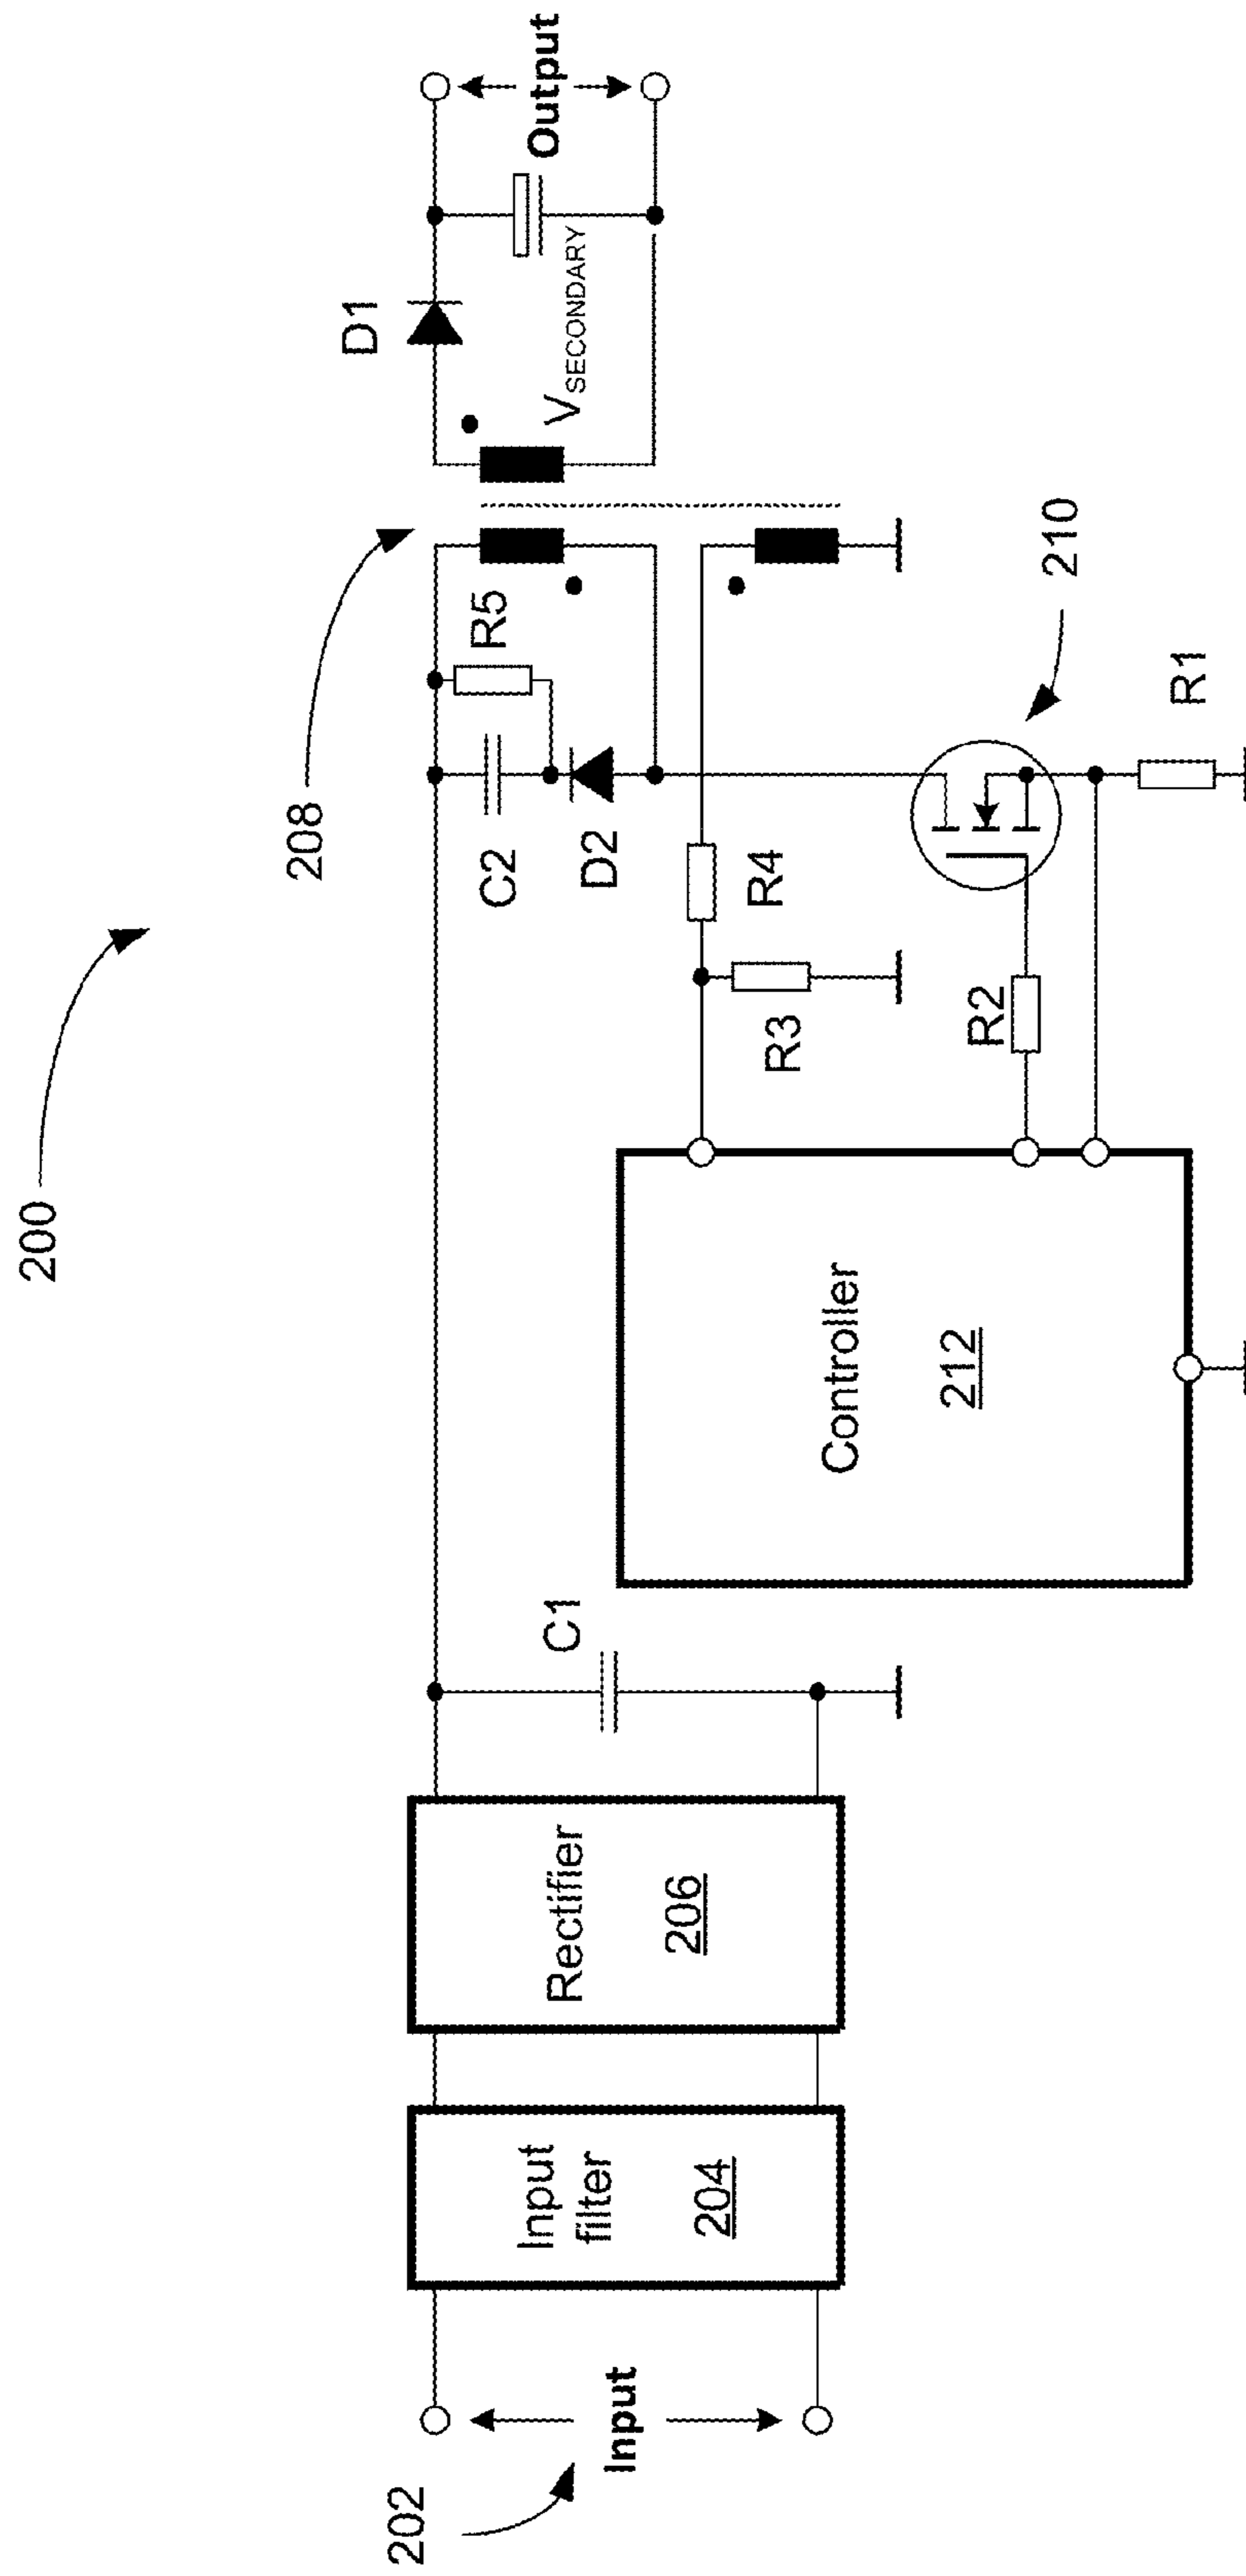 200
208
202
Input
Input
filter
204
Rectifier
206
C1
Controller
212
C2
R5
D2
R4
R3
R2
210
R1
D1
VSECONDARY
Output